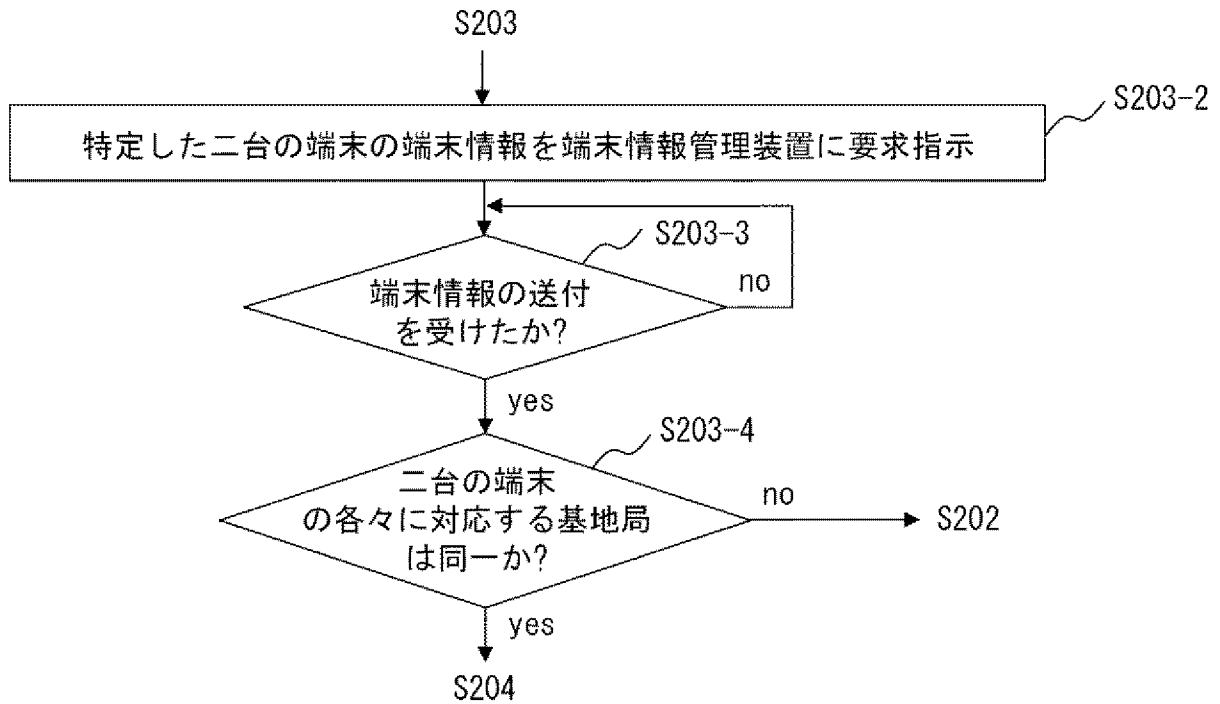 S203
S203-2
特定した二台の端末の端末情報を端末情報管理装置に要求指示
S203-3
no
端末情報の送付
を受けたか?
yes
S203-4
二台の端末
の各々に対応する基地局
は同一か?
no
S202
yes
S204